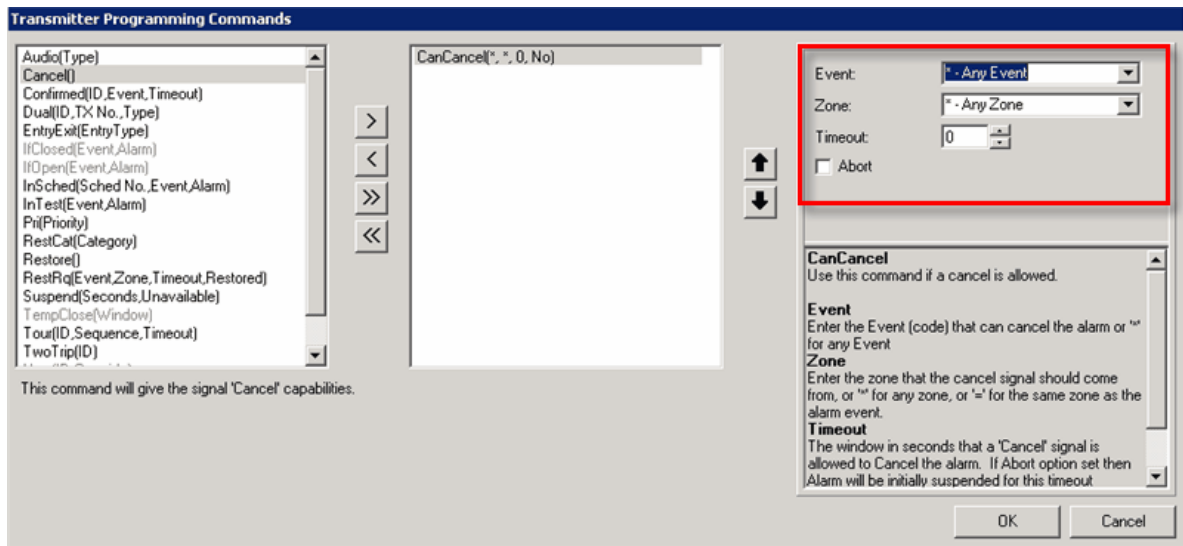 Transmitter Programming Commands
Audio(Type)
Cancel()
Confirmed(ID,Event,Timeout)
Dual(ID,TX No.,Type)
EntryExit(EntryType)
IfClosed(Event,Alarm)
IfOpen(Event,Alarm)
InSched(Sched No.,Event,Alarm)
InTest(Event,Alarm)
Pri(Priority)
RestCat(Category)
Restore()
RestRq(Event,Zone,Timeout,Restored)
Suspend(Seconds,Unavailable)
TempClose(Window)
Tour(ID,Sequence,Timeout)
TwoTrip(ID)
This command will give the signal 'Cancel' capabilities.
>
<
>>
<<
CanCancel(*, *, 0, No)
Event: * - Any Event
Zone: * - Any Zone
Timeout: 0
Abort
CanCancel
Use this command if a cancel is allowed.
Event
Enter the Event (code) that can cancel the alarm or '*'
for any Event
Zone
Enter the zone that the cancel signal should come
from, or '*' for any zone, or '=' for the same zone as the
alarm event.
Timeout
The window in seconds that a 'Cancel' signal is
allowed to Cancel the alarm. If Abort option set then
Alarm will be initially suspended for this timeout
OK Cancel